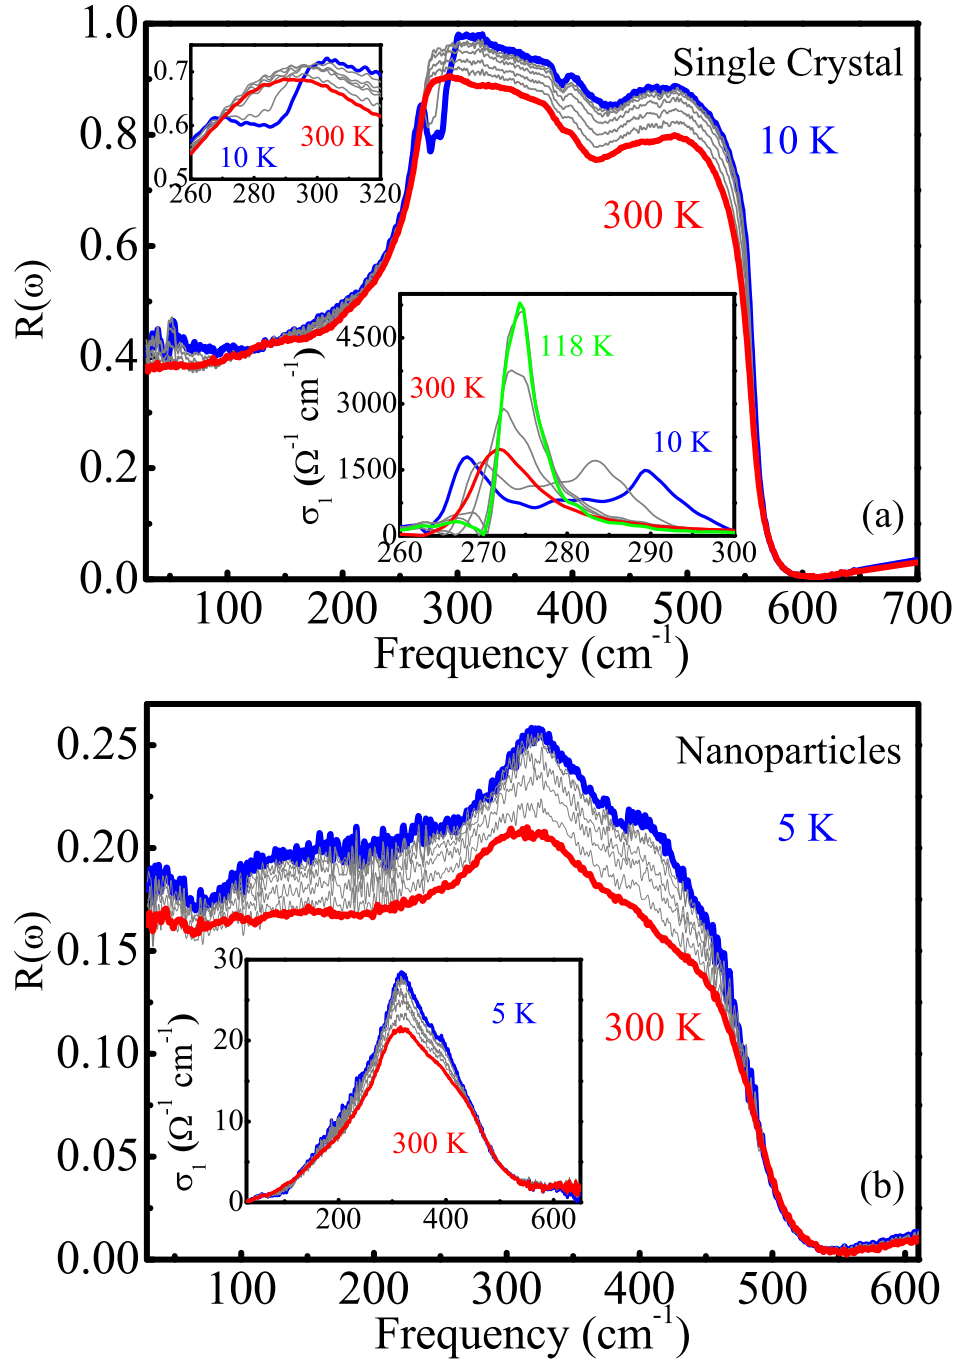 1.0
0.8
0.6
0.4
0.2
0.0
R(ω)
Single Crystal
10 K
300 K
(a)
0.7
0.6
0.5
10 K
300 K
260 280 300 320
4500
3000
1500
0
σ1 (Ω-1 cm-1)
118 K
300 K
10 K
260 270 280 290 300
100 200 300 400 500 600 700
Frequency (cm-1)
0.25
0.20
0.15
0.10
0.05
0.00
R(ω)
Nanoparticles
5 K
300 K
(b)
30
20
10
0
σ1 (Ω-1 cm-1)
5 K
300 K
200 400 600
100 200 300 400 500 600
Frequency (cm-1)